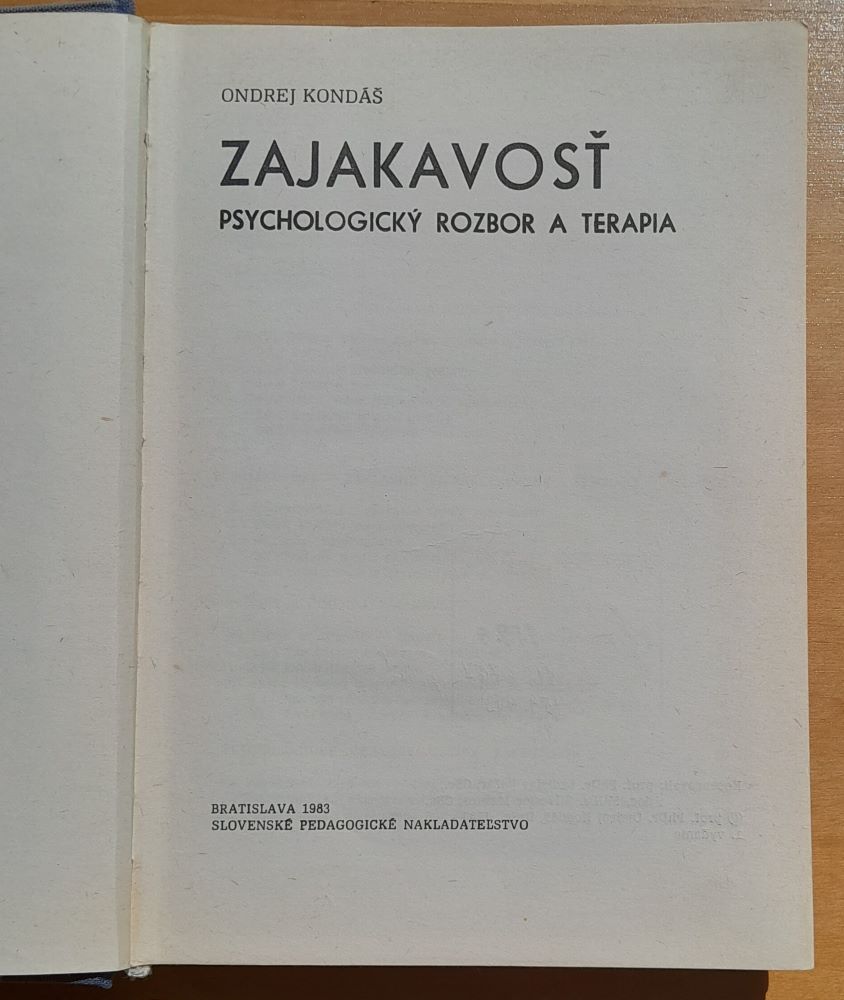 ONDREJ KONDÁŠ
ZAJAKAVOSŤ
PSYCHOLOGICKÝ ROZBOR A TERAPIA
BRATISLAVA 1983
SLOVENSKÉ PEDAGOGICKÉ NAKLADATEĽSTVO